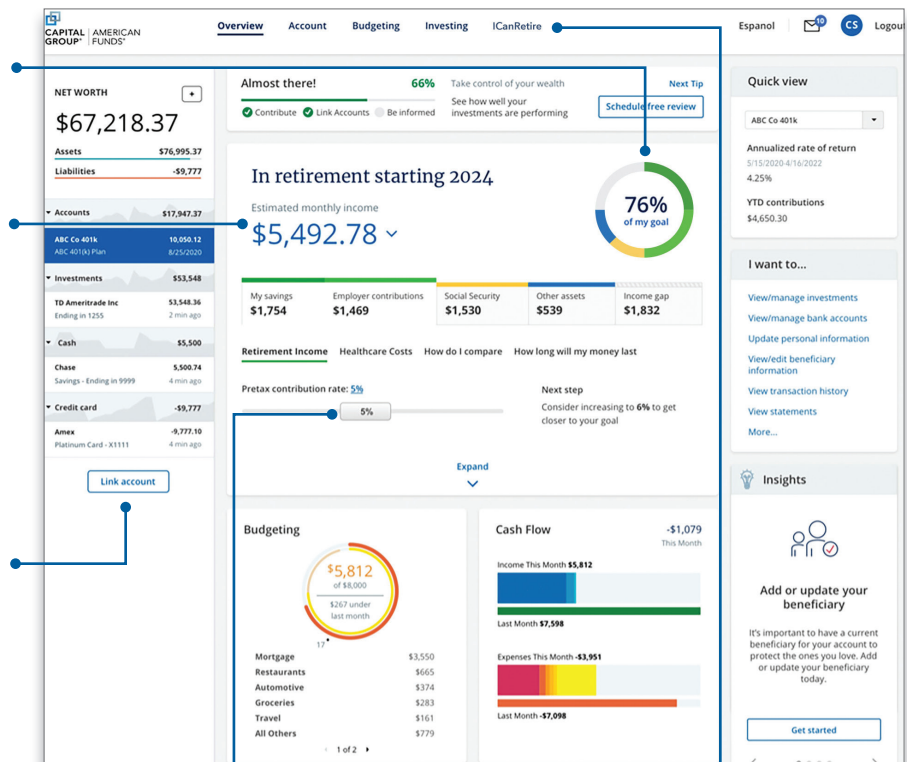 CAPITAL GROUP® | AMERICAN FUNDS®
Overview
Account
Budgeting
Investing
ICanRetire
Espanol
10
CS
Logout
NET WORTH
+
$67,218.37
Assets $76,995.37
Liabilities -$9,777
Accounts $17,947.37
ABC Co 401k 10,050.12
ABC 401(k) Plan 8/25/2020
Investments $53,548
TD Ameritrade Inc 53,548.36
Ending in 1255 2 min ago
Cash $5,500
Chase 5,500.74
Savings - Ending in 9999 4 min ago
Credit card -$9,777
Amex -9,777.10
Platinum Card - X1111 4 min ago
Link account
Almost there! 66%
Contribute Link Accounts Be informed
Take control of your wealth
See how well your
investments are performing
Next Tip
Schedule free review
In retirement starting 2024
Estimated monthly income
$5,492.78
76%
of my goal
My savings
$1,754
Employer contributions
$1,469
Social Security
$1,530
Other assets
$539
Income gap
$1,832
Retirement Income Healthcare Costs How do I compare How long will my money last
Pretax contribution rate: 5%
5%
Next step
Consider increasing to 6% to get
closer to your goal
Expand
Budgeting
$5,812
of $8,000
$267 under
last month
17
Mortgage $3,550
Restaurants $665
Automotive $374
Groceries $283
Travel $161
All Others $779
1 of 2
Cash Flow -$1,079
This Month
Income This Month $5,812
Last Month $7,598
Expenses This Month -$3,951
Last Month -$7,098
Quick view
ABC Co 401k
Annualized rate of return
5/15/2020-4/16/2022
4.25%
YTD contributions
$4,650.30
I want to...
View/manage investments
View/manage bank accounts
Update personal information
View/edit beneficiary
information
View transaction history
View statements
More...
Insights
Add or update your
beneficiary
It's important to have a current
beneficiary for your account to
protect the ones you love. Add
or update your beneficiary
today.
Get started